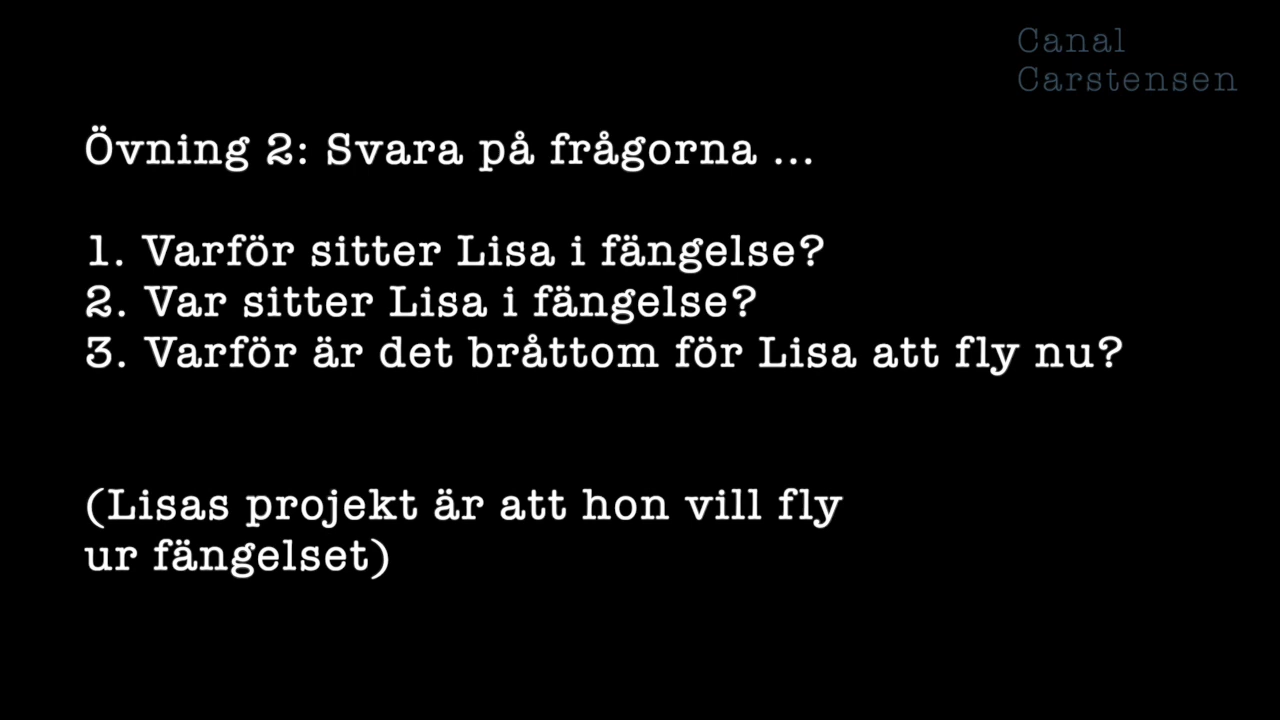 Canal
Carstensen
Övning 2: Svara på frågorna ...
1. Varför sitter Lisa i fängelse?
2. Var sitter Lisa i fängelse?
3. Varför är det bråttom för Lisa att fly nu?
(Lisas projekt är att hon vill fly
ur fängelset)